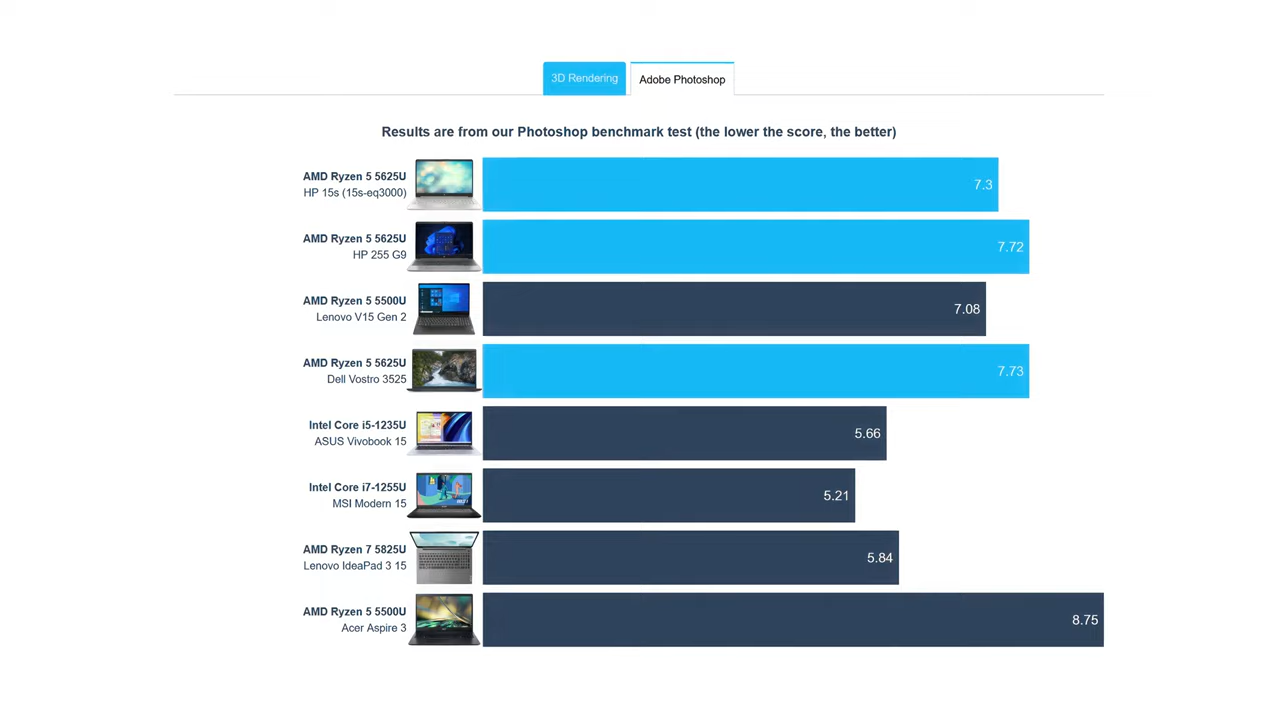 3D Rendering
Adobe Photoshop
Results are from our Photoshop benchmark test (the lower the score, the better)
AMD Ryzen 5 5625U
HP 15s (15s-eq3000)
7.3
AMD Ryzen 5 5625U
HP 255 G9
7.72
AMD Ryzen 5 5500U
Lenovo V15 Gen 2
7.08
AMD Ryzen 5 5625U
Dell Vostro 3525
7.73
Intel Core i5-1235U
ASUS Vivobook 15
5.66
Intel Core i7-1255U
MSI Modern 15
5.21
AMD Ryzen 7 5825U
Lenovo IdeaPad 3 15
5.84
AMD Ryzen 5 5500U
Acer Aspire 3
8.75